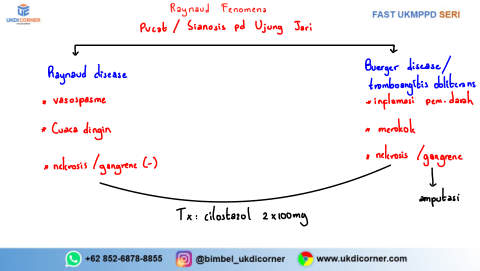 UKDICORNER
FAST UKMPPD SERI
Raynaud Fenomena
Pucat / Sianosis pd Ujung Jari
Raynaud disease
* vasospasme
* Cuaca dingin
* nekrosis / gangrene (-)
Buerger disease /
tromboangitis obliterans
* inflamasi pem. darah
* merokok
* nekrosis / gangrene
amputasi
Tx : cilostazol 2x100mg
+62 852-6878-8855
@bimbel_ukdicorner
www.ukdicorner.com